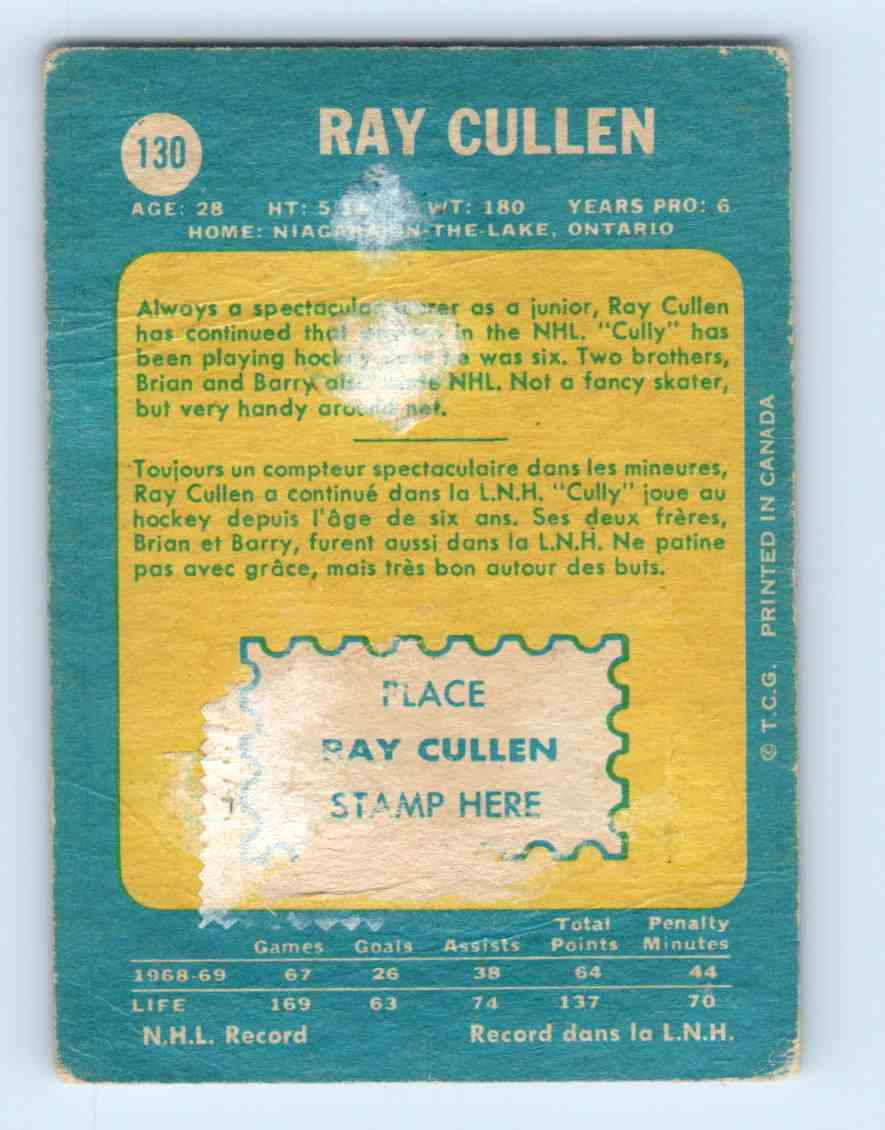 130
RAY CULLEN
AGE: 28 HT: 5 WT: 180 YEARS PRO: 6
HOME: NIAGARA-ON-THE-LAKE, ONTARIO
Always a spectacular scorer as a junior, Ray Cullen
has continued that in the NHL. "Cully" has
been playing hockey since he was six. Two brothers,
Brian and Barry also NHL. Not a fancy skater,
but very handy around net.
Toujours un compteur spectaculaire dans les mineures,
Ray Cullen a continué dans la L.N.H. "Cully" joue au
hockey depuis l'âge de six ans. Ses deux frères,
Brian et Barry, furent aussi dans la L.N.H. Ne patine
pas avec grâce, mais très bon autour des buts.
PLACE
RAY CULLEN
STAMP HERE
© T.C.G. PRINTED IN CANADA
Games Goals Assists Total Points Penalty Minutes
1968-69 67 26 38 64 44
LIFE 169 63 74 137 70
N.H.L. Record Record dans la L.N.H.